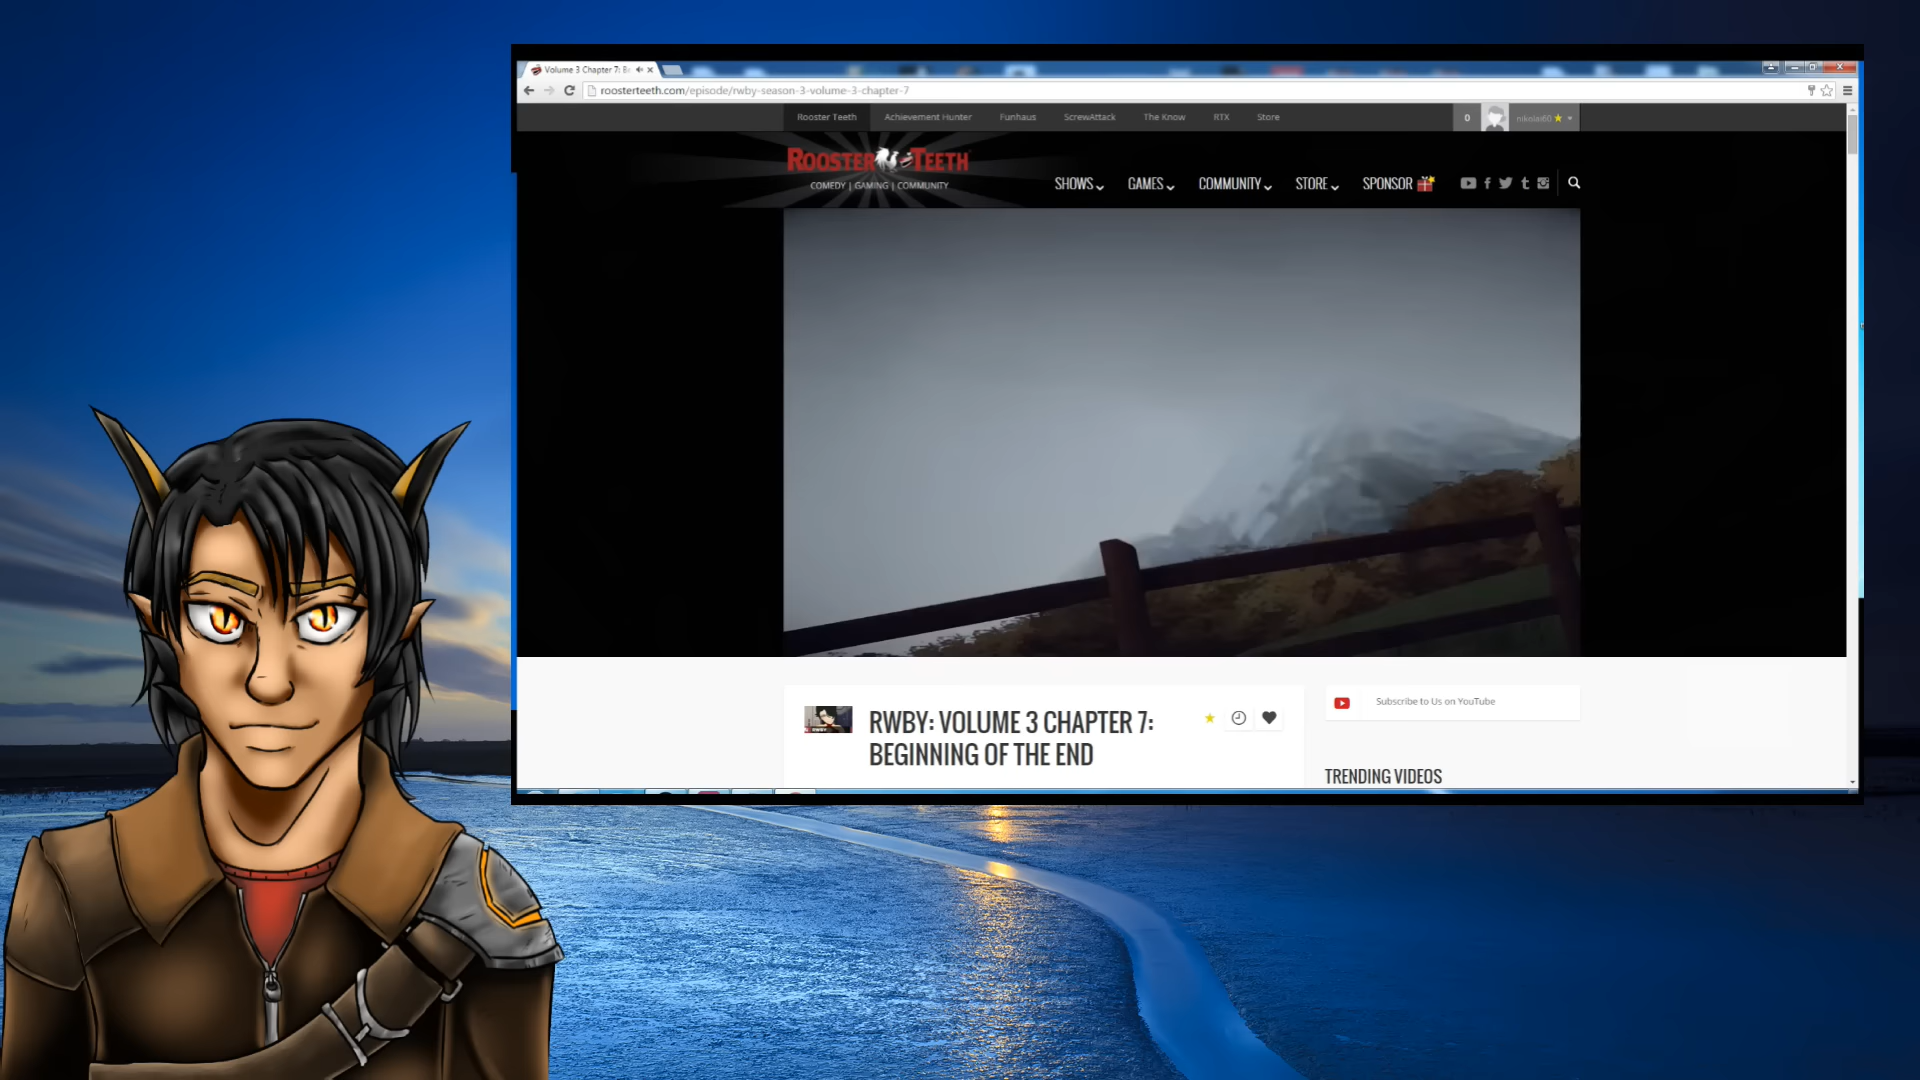 Volume 3 Chapter 7: Be
roosterteeth.com/episode/rwby-season-3-volume-3-chapter-7
Rooster Teeth Achievement Hunter Funhaus ScrewAttack The Know RTX Store 0 nikolai60
ROOSTER TEETH
COMEDY | GAMING | COMMUNITY
SHOWS GAMES COMMUNITY STORE SPONSOR
RWBY: VOLUME 3 CHAPTER 7:
BEGINNING OF THE END
Subscribe to Us on YouTube
TRENDING VIDEOS